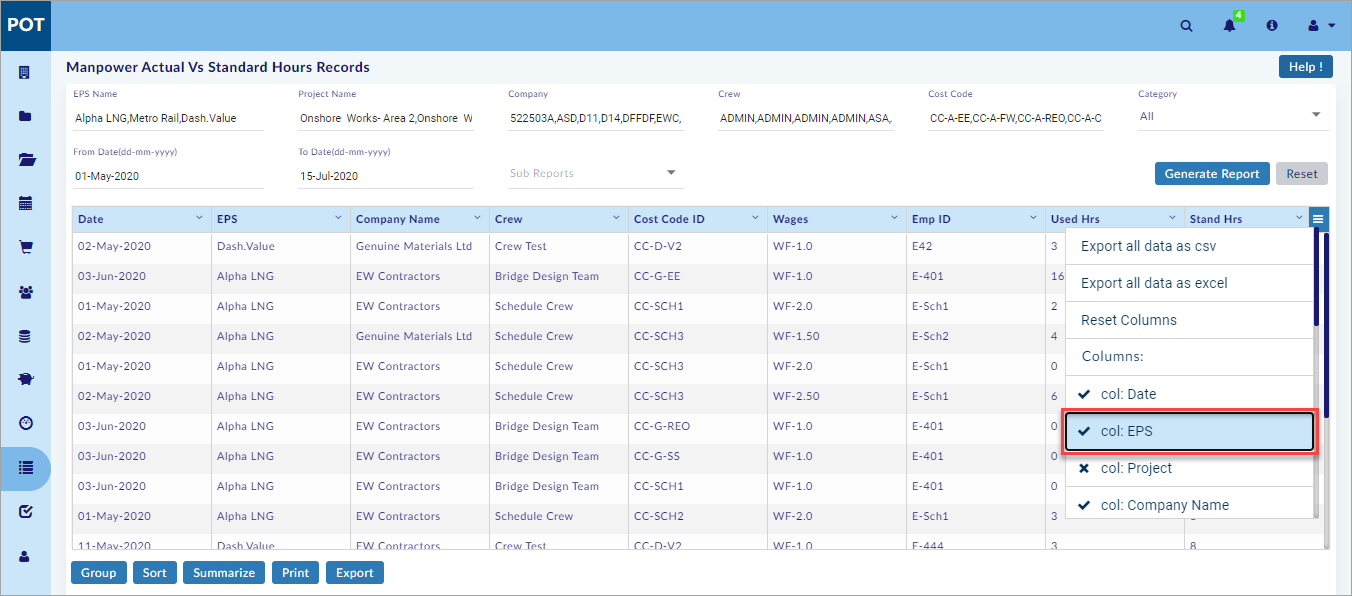 POT
4
Manpower Actual Vs Standard Hours Records
Help !
EPS Name Project Name Company Crew Cost Code Category
Alpha LNG,Metro Rail,Dash.Value Onshore Works- Area 2,Onshore W 522503A,ASD,D11,D14,DFFDF,EWC, ADMIN,ADMIN,ADMIN,ADMIN,ASA, CC-A-EE,CC-A-FW,CC-A-REO,CC-A-C All
From Date(dd-mm-yyyy) To Date(dd-mm-yyyy)
01-May-2020 15-Jul-2020 Sub Reports Generate Report Reset
Date EPS Company Name Crew Cost Code ID Wages Emp ID Used Hrs Stand Hrs
02-May-2020 Dash.Value Genuine Materials Ltd Crew Test CC-D-V2 WF-1.0 E42 3
03-Jun-2020 Alpha LNG EW Contractors Bridge Design Team CC-G-EE WF-1.0 E-401 16
01-May-2020 Alpha LNG EW Contractors Schedule Crew CC-SCH1 WF-2.0 E-Sch1 2
02-May-2020 Alpha LNG Genuine Materials Ltd Schedule Crew CC-SCH3 WF-1.50 E-Sch2 4
01-May-2020 Alpha LNG EW Contractors Schedule Crew CC-SCH3 WF-2.0 E-Sch1 0
02-May-2020 Alpha LNG EW Contractors Schedule Crew CC-SCH3 WF-2.50 E-Sch1 6
03-Jun-2020 Alpha LNG EW Contractors Bridge Design Team CC-G-REO WF-1.0 E-401 0
03-Jun-2020 Alpha LNG EW Contractors Bridge Design Team CC-G-SS WF-1.0 E-401 0
03-Jun-2020 Alpha LNG EW Contractors Bridge Design Team CC-SCH1 WF-1.0 E-401 0
01-May-2020 Alpha LNG EW Contractors Schedule Crew CC-SCH2 WF-2.0 E-Sch1 3
11-May-2020 Dash.Value EW Contractors Crew Test CC-D-V2 WF-1.0 E-444 3 8
Export all data as csv
Export all data as excel
Reset Columns
Columns:
col: Date
col: EPS
col: Project
col: Company Name
Group Sort Summarize Print Export